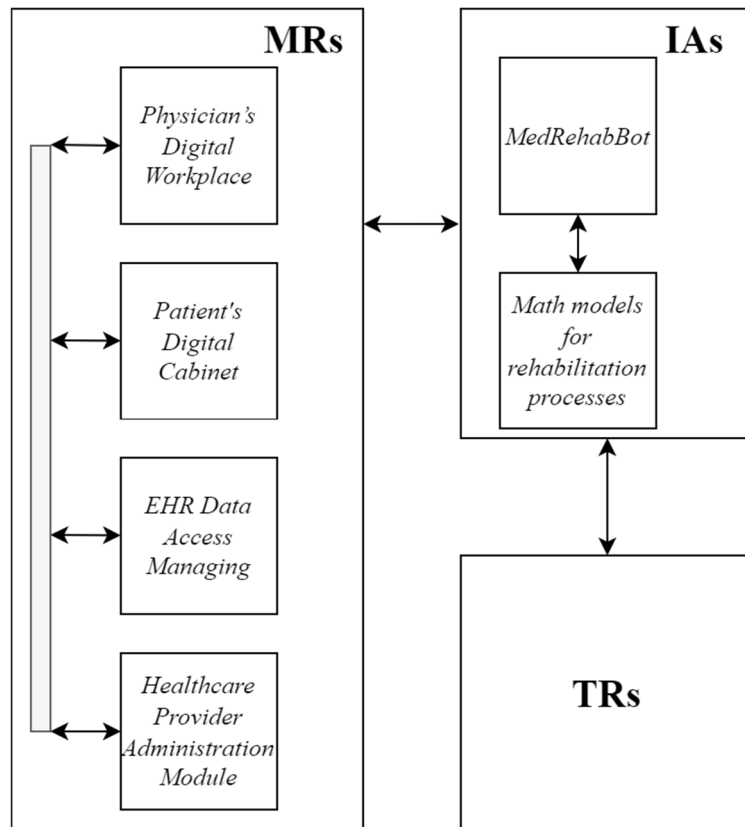 MRs
Physician’s
Digital
Workplace
Patient's
Digital
Cabinet
EHR Data
Access
Managing
Healthcare
Provider
Administration
Module
IAs
MedRehabBot
Math models
for
rehabilitation
processes
TRs